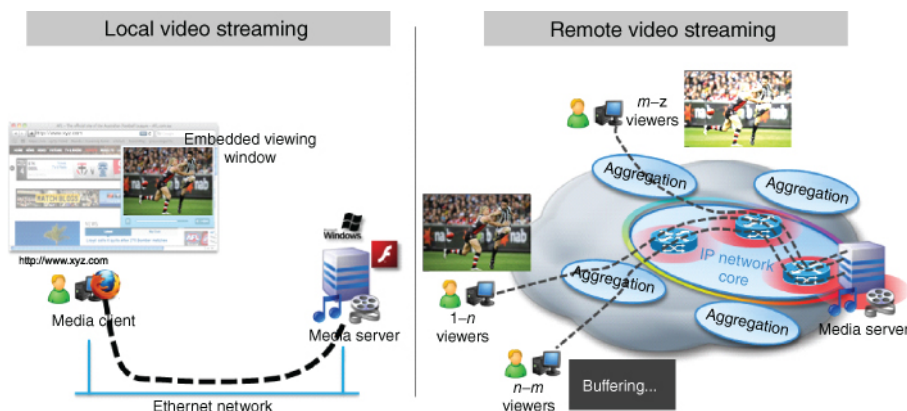 Local video streaming
Embedded viewing
window
http://www.xyz.com
Media client
Windows
Media server
Ethernet network
Remote video streaming
m–z
viewers
Aggregation
Aggregation
IP network
core
Aggregation
Aggregation
1–n
viewers
Media server
n–m
viewers
Buffering...